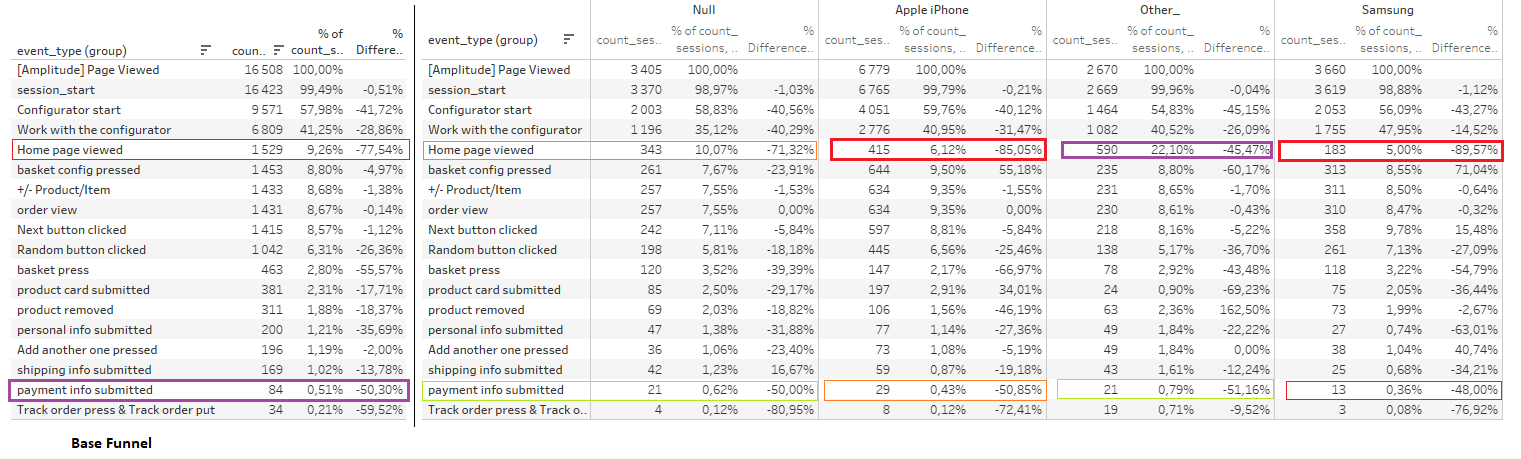 Null Apple iPhone Other_ Samsung
event_type (group) count_ses.. % of count_ sessions, .. % Difference.. count_ses.. % of count_ sessions, .. % Difference.. count_ses.. % of count_ sessions, .. % Difference.. count_ses.. % of count_ sessions, .. % Difference..
event_type (group) coun.. % of count_s.. % Differe..
[Amplitude] Page Viewed 16 508 100,00% [Amplitude] Page Viewed 3 405 100,00% 6 779 100,00% 2 670 100,00% 3 660 100,00%
session_start 16 423 99,49% -0,51% session_start 3 370 98,97% -1,03% 6 765 99,79% -0,21% 2 669 99,96% -0,04% 3 619 98,88% -1,12%
Configurator start 9 571 57,98% -41,72% Configurator start 2 003 58,83% -40,56% 4 051 59,76% -40,12% 1 464 54,83% -45,15% 2 053 56,09% -43,27%
Work with the configurator 6 809 41,25% -28,86% Work with the configurator 1 196 35,12% -40,29% 2 776 40,95% -31,47% 1 082 40,52% -26,09% 1 755 47,95% -14,52%
Home page viewed 1 529 9,26% -77,54% Home page viewed 343 10,07% -71,32% 415 6,12% -85,05% 590 22,10% -45,47% 183 5,00% -89,57%
basket config pressed 1 453 8,80% -4,97% basket config pressed 261 7,67% -23,91% 644 9,50% 55,18% 235 8,80% -60,17% 313 8,55% 71,04%
+/- Product/Item 1 433 8,68% -1,38% +/- Product/Item 257 7,55% -1,53% 634 9,35% -1,55% 231 8,65% -1,70% 311 8,50% -0,64%
order view 1 431 8,67% -0,14% order view 257 7,55% 0,00% 634 9,35% 0,00% 230 8,61% -0,43% 310 8,47% -0,32%
Next button clicked 1 415 8,57% -1,12% Next button clicked 242 7,11% -5,84% 597 8,81% -5,84% 218 8,16% -5,22% 358 9,78% 15,48%
Random button clicked 1 042 6,31% -26,36% Random button clicked 198 5,81% -18,18% 445 6,56% -25,46% 138 5,17% -36,70% 261 7,13% -27,09%
basket press 463 2,80% -55,57% basket press 120 3,52% -39,39% 147 2,17% -66,97% 78 2,92% -43,48% 118 3,22% -54,79%
product card submitted 381 2,31% -17,71% product card submitted 85 2,50% -29,17% 197 2,91% 34,01% 24 0,90% -69,23% 75 2,05% -36,44%
product removed 311 1,88% -18,37% product removed 69 2,03% -18,82% 106 1,56% -46,19% 63 2,36% 162,50% 73 1,99% -2,67%
personal info submitted 200 1,21% -35,69% personal info submitted 47 1,38% -31,88% 77 1,14% -27,36% 49 1,84% -22,22% 27 0,74% -63,01%
Add another one pressed 196 1,19% -2,00% Add another one pressed 36 1,06% -23,40% 73 1,08% -5,19% 49 1,84% 0,00% 38 1,04% 40,74%
shipping info submitted 169 1,02% -13,78% shipping info submitted 42 1,23% 16,67% 59 0,87% -19,18% 43 1,61% -12,24% 25 0,68% -34,21%
payment info submitted 84 0,51% -50,30% payment info submitted 21 0,62% -50,00% 29 0,43% -50,85% 21 0,79% -51,16% 13 0,36% -48,00%
Track order press & Track order put 34 0,21% -59,52% Track order press & Track o.. 4 0,12% -80,95% 8 0,12% -72,41% 19 0,71% -9,52% 3 0,08% -76,92%
Base Funnel